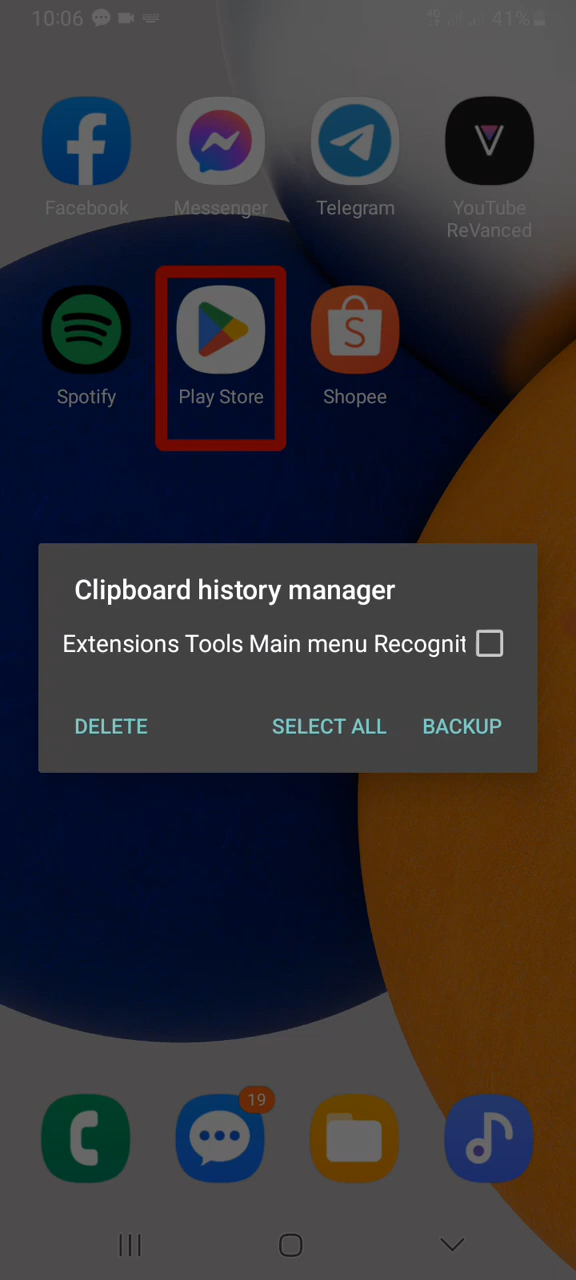 10:06
41%
Facebook
Messenger
Telegram
YouTube
ReVanced
Spotify
Play Store
Shopee
Clipboard history manager
Extensions Tools Main menu Recognit
DELETE
SELECT ALL
BACKUP
19